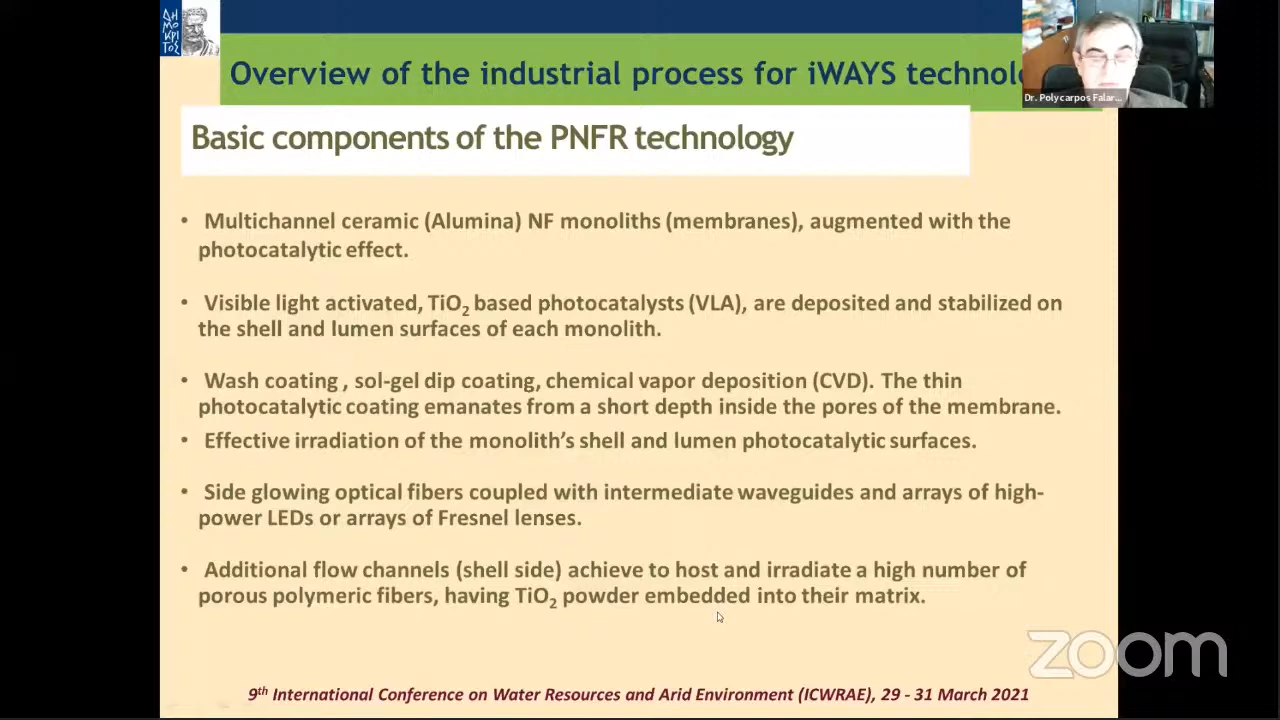 ΔΗ
ΜΟ
ΚΡΙ
ΤΟΣ
Overview of the industrial process for iWAYS technolo
Dr. Polycarpos Falar...
Basic components of the PNFR technology
• Multichannel ceramic (Alumina) NF monoliths (membranes), augmented with the
photocatalytic effect.
• Visible light activated, TiO2 based photocatalysts (VLA), are deposited and stabilized on
the shell and lumen surfaces of each monolith.
• Wash coating , sol-gel dip coating, chemical vapor deposition (CVD). The thin
photocatalytic coating emanates from a short depth inside the pores of the membrane.
• Effective irradiation of the monolith's shell and lumen photocatalytic surfaces.
• Side glowing optical fibers coupled with intermediate waveguides and arrays of high-
power LEDs or arrays of Fresnel lenses.
• Additional flow channels (shell side) achieve to host and irradiate a high number of
porous polymeric fibers, having TiO2 powder embedded into their matrix.
zoom
9th International Conference on Water Resources and Arid Environment (ICWRAE), 29 - 31 March 2021